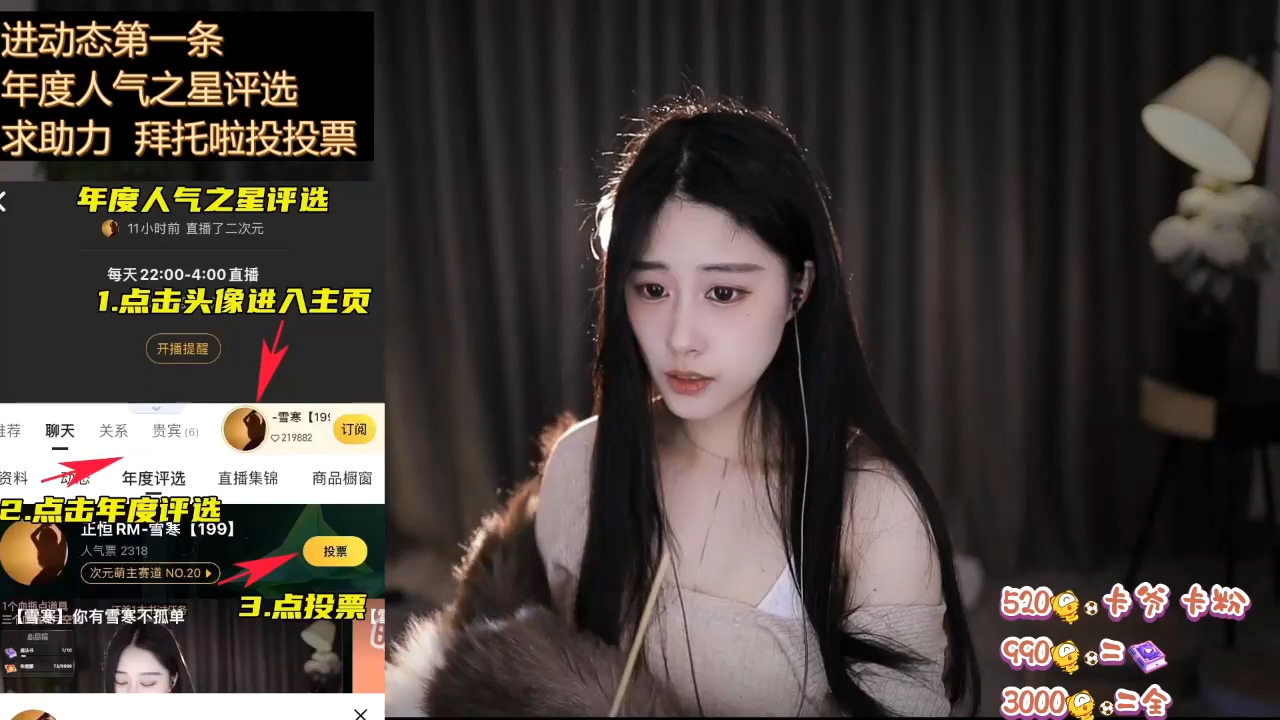 进动态第一条
年度人气之星评选
求助力 拜托啦投投票
年度人气之星评选
11小时前 直播了二次元
每天22:00-4:00直播
1.点击头像进入主页
开播提醒
推荐 聊天 关系 贵宾(6)
-雪寒【199
219882
订阅
资料 动态 年度评选 直播集锦 商品橱窗
2.点击年度评选
正恒RM-雪寒【199】
人气票 2318
投票
次元萌主赛道 NO.20
3.点投票
【雪寒】你有雪寒不孤单
1/10
73/9999
520 卡爷 卡粉
990 =
3000 =全